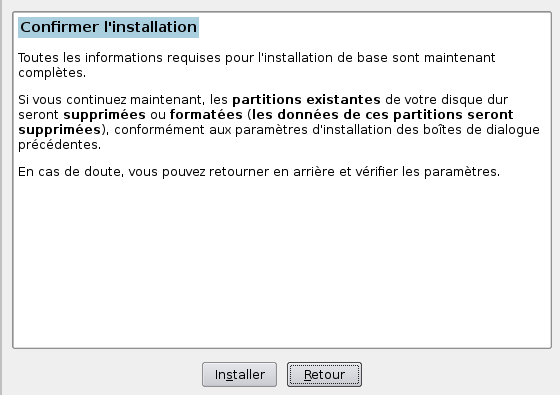 Confirmer l'installation
Toutes les informations requises pour l'installation de base sont maintenant
complètes.
Si vous continuez maintenant, les partitions existantes de votre disque dur
seront supprimées ou formatées (les données de ces partitions seront
supprimées), conformément aux paramètres d'installation des boîtes de dialogue
précédentes.
En cas de doute, vous pouvez retourner en arrière et vérifier les paramètres.
Installer
Retour